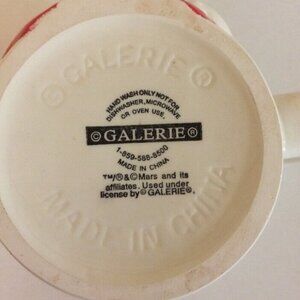 © GALERIE ®
HAND WASH ONLY NOT FOR
DISHWASHER, MICROWAVE
OR OVEN USE.
© GALERIE ®
1-859-586-8500
MADE IN CHINA
™/®&©Mars and its
affiliates. Used under
license by © GALERIE®.
MADE IN CHINA